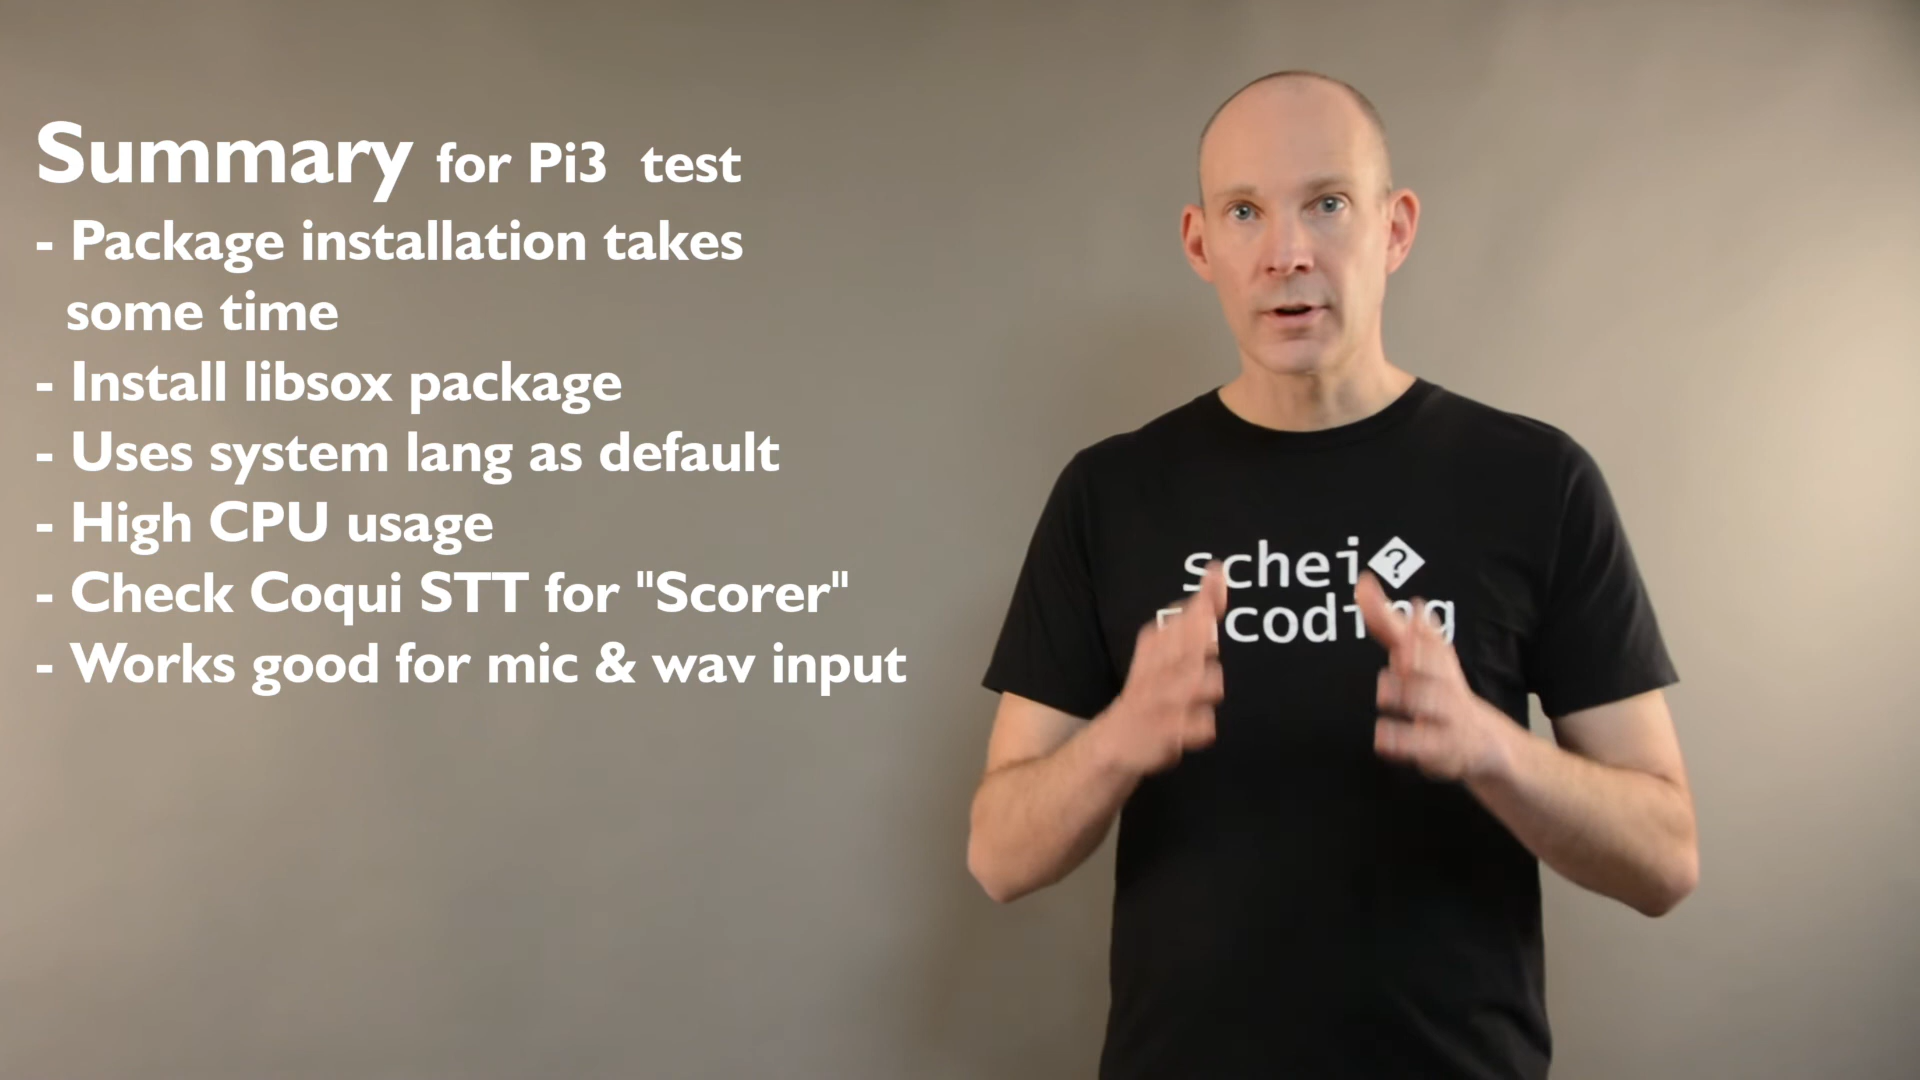 Summary for Pi3 test
- Package installation takes
some time
- Install libsox package
- Uses system lang as default
- High CPU usage
- Check Coqui STT for "Scorer"
- Works good for mic & wav input
schei�